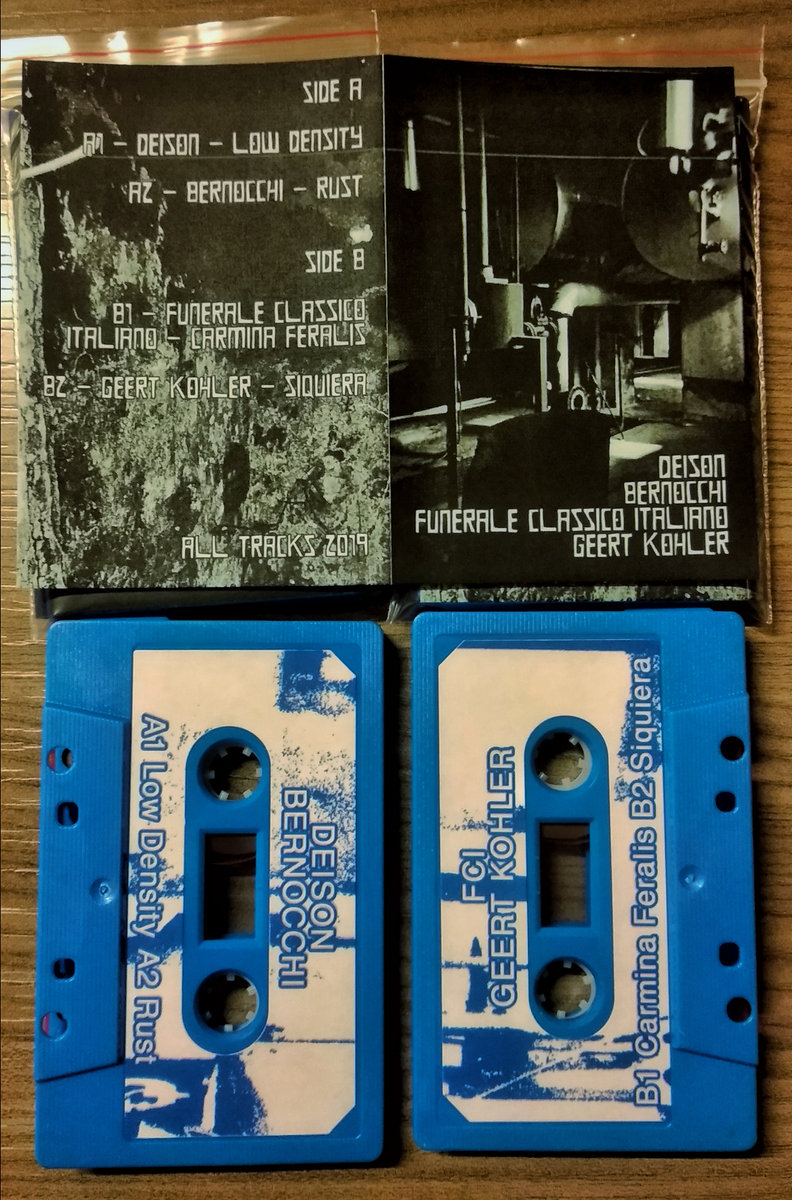 SIDE A
A1 - DEISON - LOW DENSITY
A2 - BERNOCCHI - RUST
SIDE B
B1 - FUNERALE CLASSICO
ITALIANO - CARMINA FERALIS
B2 - GEERT KOHLER - SIQUIERA
ALL TRACKS 2019
DEISON
BERNOCCHI
FUNERALE CLASSICO ITALIANO
GEERT KOHLER
DEISON
BERNOCCHI
A1 Low Density A2 Rust
FCI
GEERT KOHLER
B1 Carmina Feralis B2 Siquiera